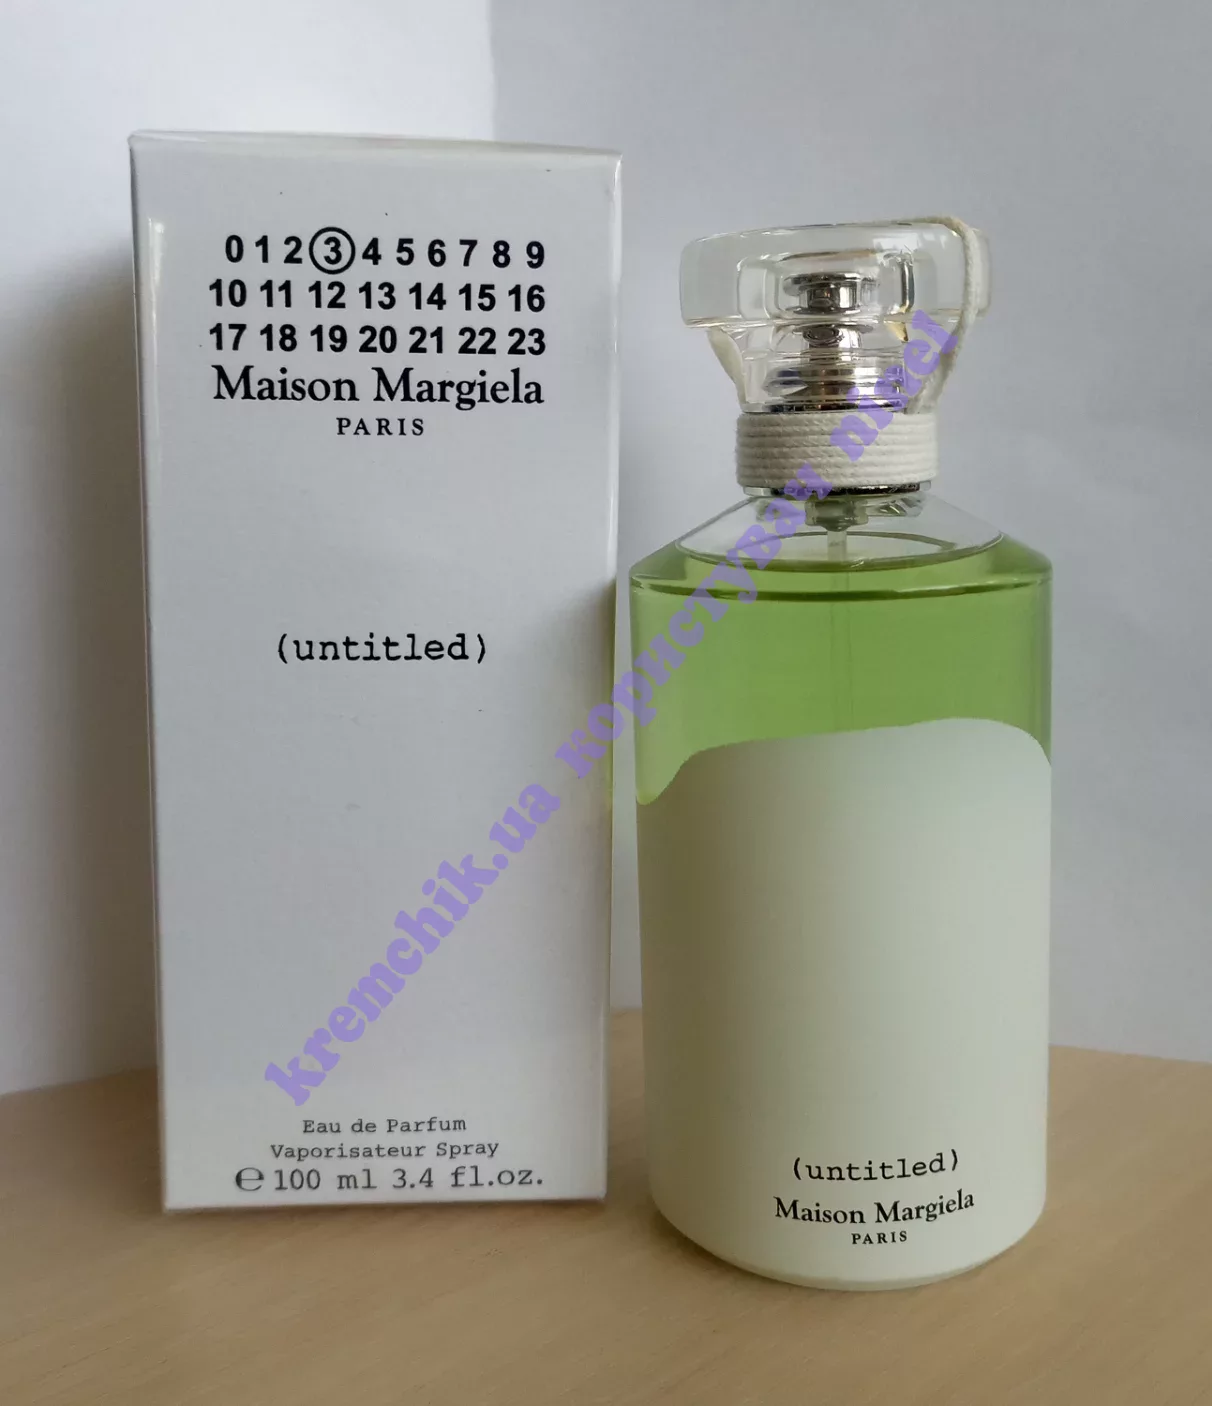 0 1 2 3 4 5 6 7 8 9
10 11 12 13 14 15 16
17 18 19 20 21 22 23
Maison Margiela
PARIS
(untitled)
Eau de Parfum
Vaporisateur Spray
℮ 100 ml 3.4 fl.oz.
(untitled)
Maison Margiela
PARIS
kremchik.ua користувач ninel